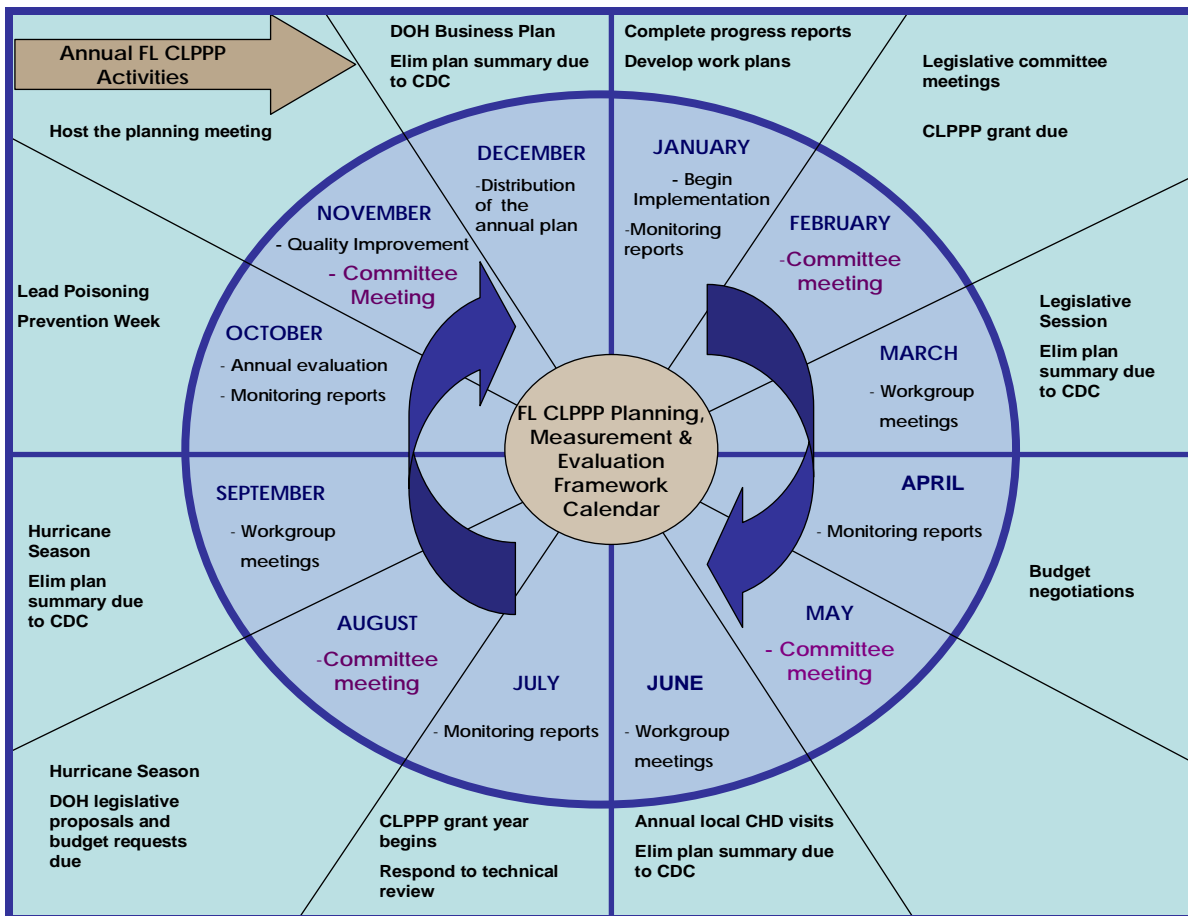 Annual FL CLPPP
Activities
Host the planning meeting
DOH Business Plan
Elim plan summary due
to CDC
Complete progress reports
Develop work plans
Legislative committee
meetings
CLPPP grant due
Lead Poisoning
Prevention Week
Legislative
Session
Elim plan
summary due
to CDC
Hurricane
Season
Elim plan
summary due
to CDC
Budget
negotiations
Hurricane Season
DOH legislative
proposals and
budget requests
due
CLPPP grant year
begins
Respond to technical
review
Annual local CHD visits
Elim plan summary due
to CDC
DECEMBER
-Distribution
of the
annual plan
JANUARY
- Begin
Implementation
-Monitoring
reports
NOVEMBER
- Quality Improvement
- Committee
Meeting
FEBRUARY
-Committee
meeting
OCTOBER
- Annual evaluation
- Monitoring reports
MARCH
- Workgroup
meetings
FL CLPPP Planning,
Measurement &
Evaluation
Framework
Calendar
SEPTEMBER
- Workgroup
meetings
APRIL
- Monitoring reports
AUGUST
-Committee
meeting
MAY
- Committee
meeting
JULY
- Monitoring reports
JUNE
- Workgroup
meetings